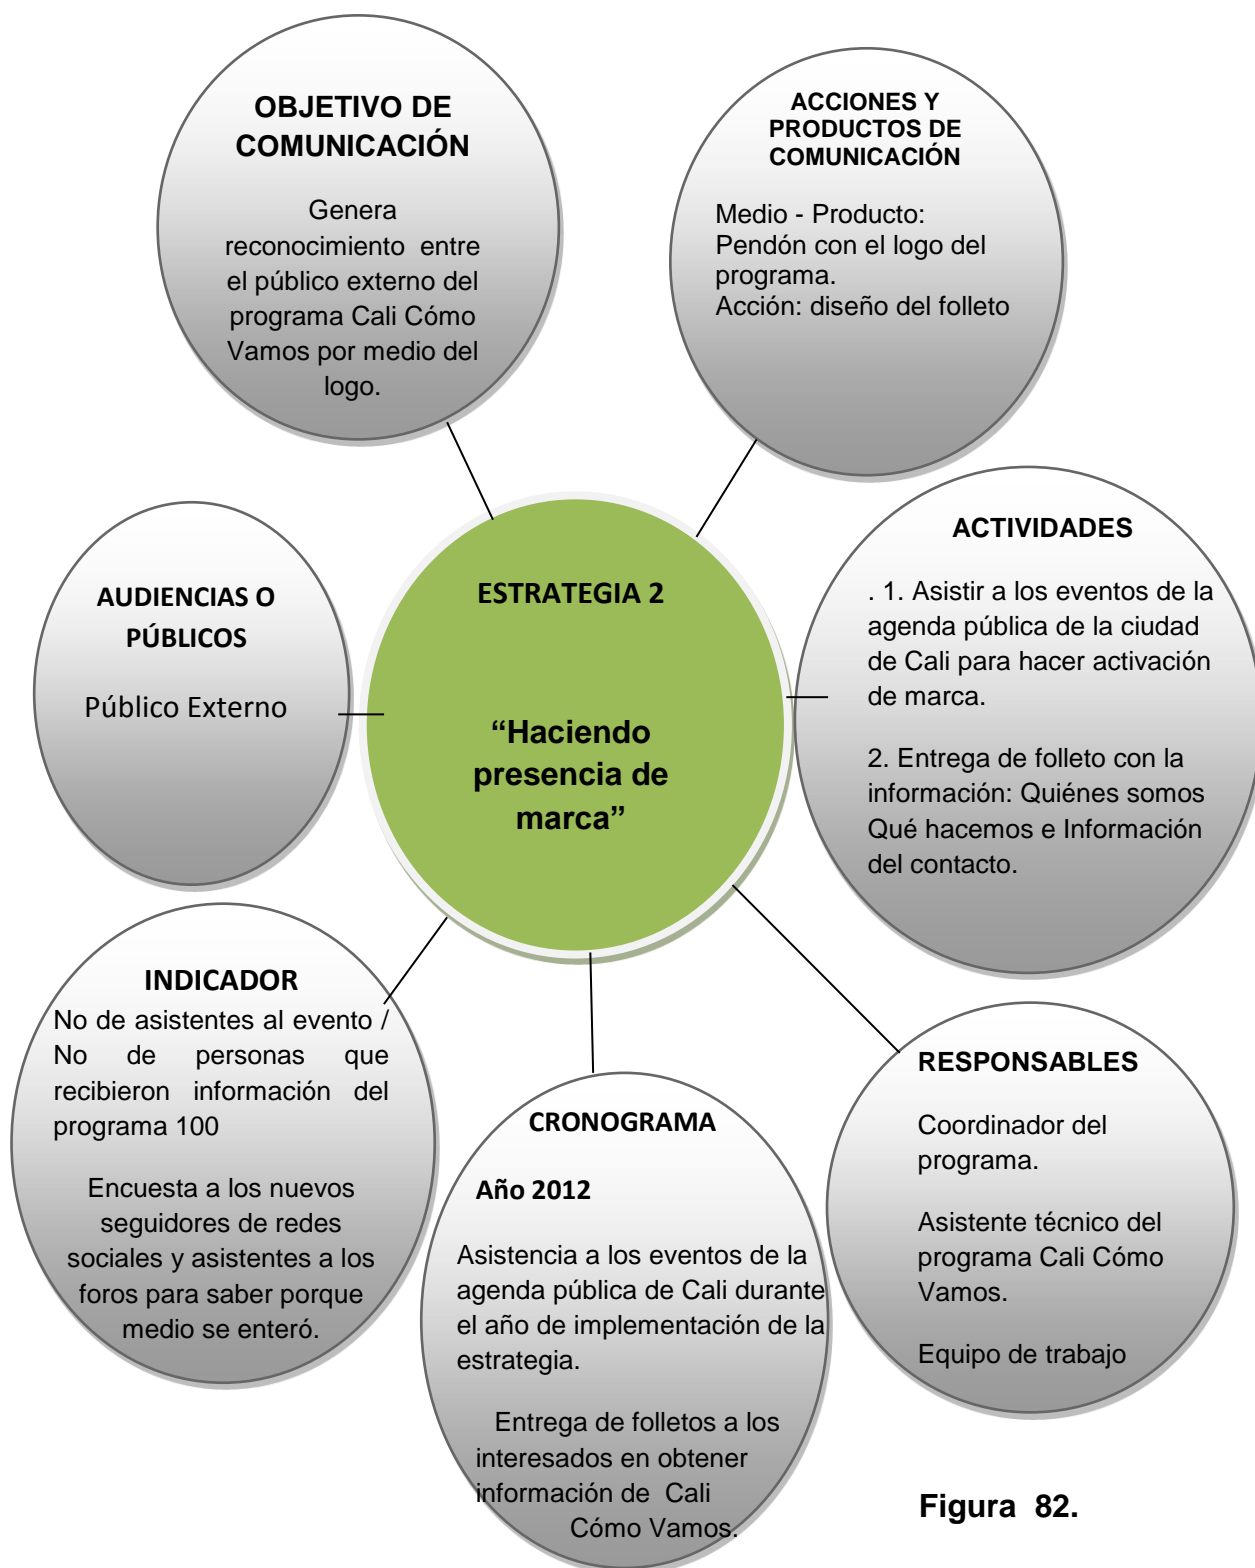 OBJETIVO DE
COMUNICACIÓN
Genera
reconocimiento entre
el público externo del
programa Cali Cómo
Vamos por medio del
logo.
ACCIONES Y
PRODUCTOS DE
COMUNICACIÓN
Medio - Producto:
Pendón con el logo del
programa.
Acción: diseño del folleto
ACTIVIDADES
. 1. Asistir a los eventos de la
agenda pública de la ciudad
de Cali para hacer activación
de marca.
2. Entrega de folleto con la
información: Quiénes somos
Qué hacemos e Información
del contacto.
AUDIENCIAS O
PÚBLICOS
Público Externo
ESTRATEGIA 2
“Haciendo
presencia de
marca”
INDICADOR
No de asistentes al evento /
No de personas que
recibieron información del
programa 100
Encuesta a los nuevos
seguidores de redes
sociales y asistentes a los
foros para saber porque
medio se enteró.
CRONOGRAMA
Año 2012
Asistencia a los eventos de la
agenda pública de Cali durante
el año de implementación de la
estrategia.
Entrega de folletos a los
interesados en obtener
información de Cali
Cómo Vamos.
RESPONSABLES
Coordinador del
programa.
Asistente técnico del
programa Cali Cómo
Vamos.
Equipo de trabajo
Figura 82.